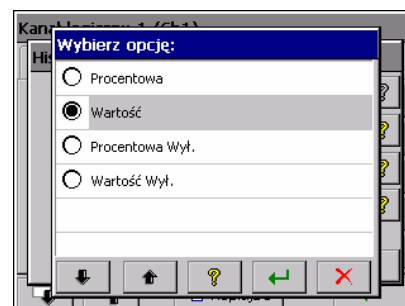 Wybierz opcję:
Procentowa
Wartość
Procentowa Wył.
Wartość Wył.